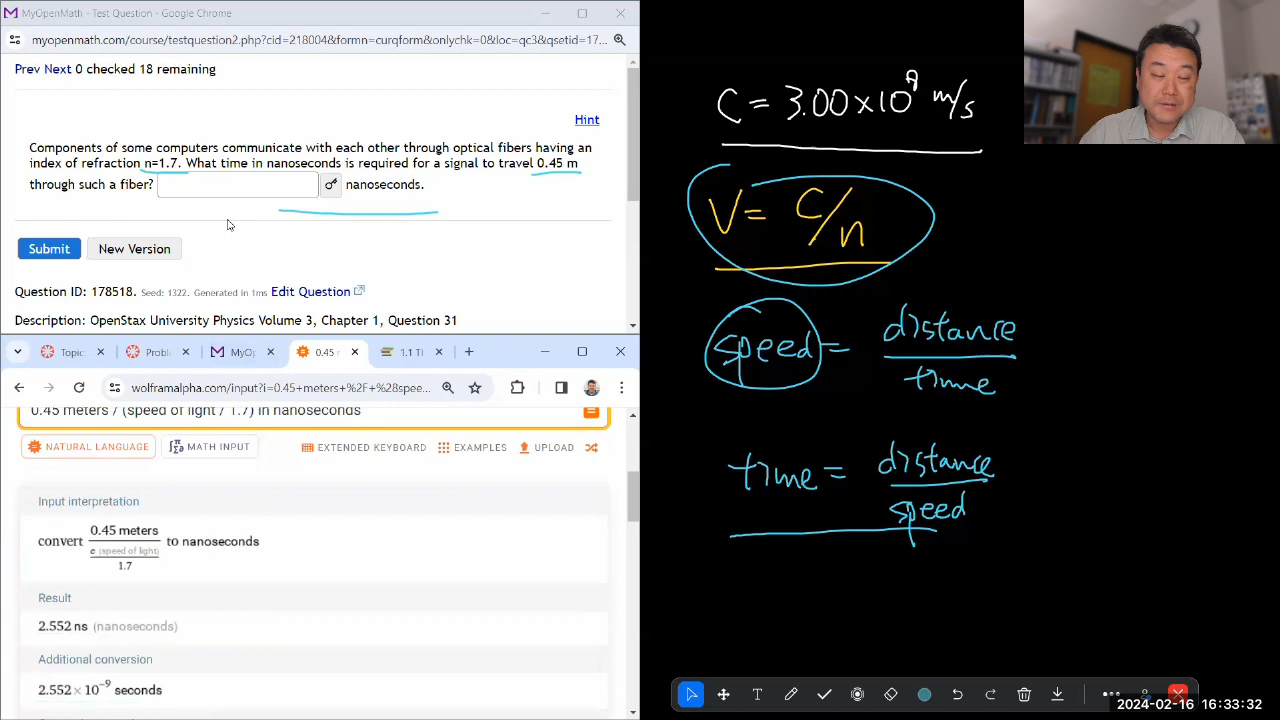 MyOpenMath - Test Question - Google Chrome
myopenmath.com/course/testquestion2.php?cid=218004&formn=curqform&onlychk=0&loc=qc3&qsetid=17...
Prev Next 0 checked 18 remaining
Hint
Components of some computers communicate with each other through optical fibers having an
index of refraction n=1.7. What time in nanoseconds is required for a signal to travel 0.45 m
through such a fiber? nanoseconds.
Submit New Version
Question ID: 178518. Seed: 1322. Generated in 1ms Edit Question
Description: OpenStax University Physics Volume 3, Chapter 1, Question 31
Topic Proble MyOp 0.45 r 1.1 Th
wolframalpha.com/input?i=0.45+meters+%2F+%28spee...
0.45 meters / (speed of light / 1.7) in nanoseconds
NATURAL LANGUAGE MATH INPUT EXTENDED KEYBOARD EXAMPLES UPLOAD
Input interpretation
convert 0.45 meters / (c (speed of light) / 1.7) to nanoseconds
Result
2.552 ns (nanoseconds)
Additional conversion
2.552 × 10⁻⁹ seconds
C = 3.00×10⁸ m/s
V = C/n
speed = distance / time
time = distance / speed
T
2024-02-16 16:33:32